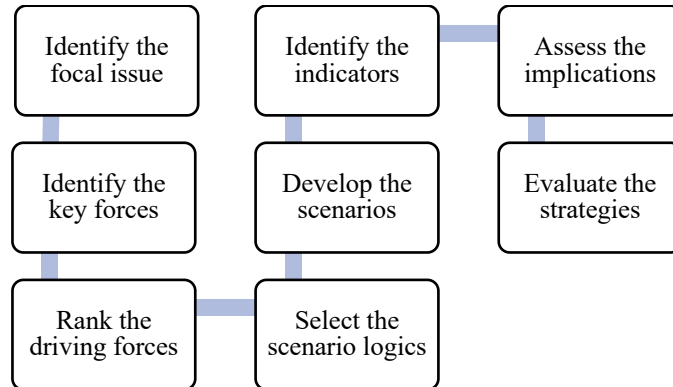 Identify the
focal issue
Identify the
key forces
Rank the
driving forces
Select the
scenario logics
Develop the
scenarios
Identify the
indicators
Assess the
implications
Evaluate the
strategies